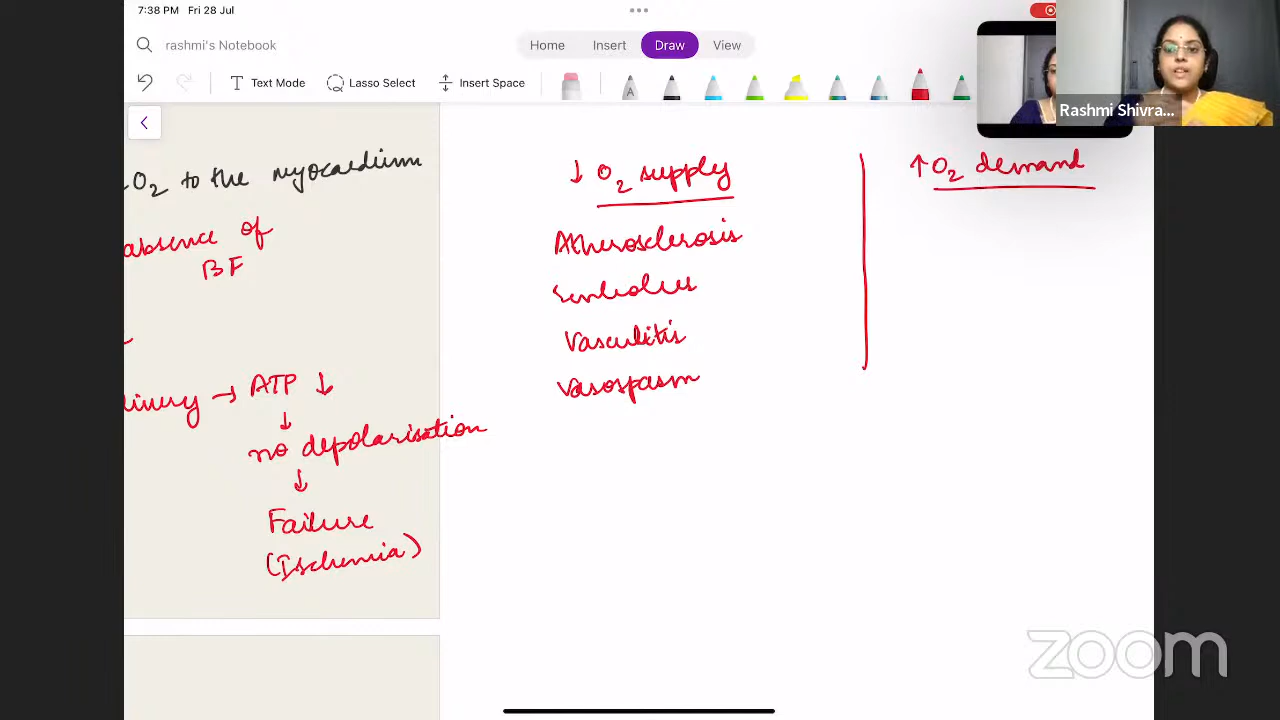 7:38 PM Fri 28 Jul
rashmi's Notebook
Home Insert Draw View
Text Mode Lasso Select Insert Space
A
Rashmi Shivra...
O2 to the myocardium
absence of
BF
→ ATP ↓
↓
no depolarisation
↓
Failure
(Ischemia)
↓ O2 supply
Atherosclerosis
Vasculitis
Vasospasm
↑ O2 demand
zoom